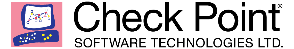 Check Point
SOFTWARE TECHNOLOGIES LTD.